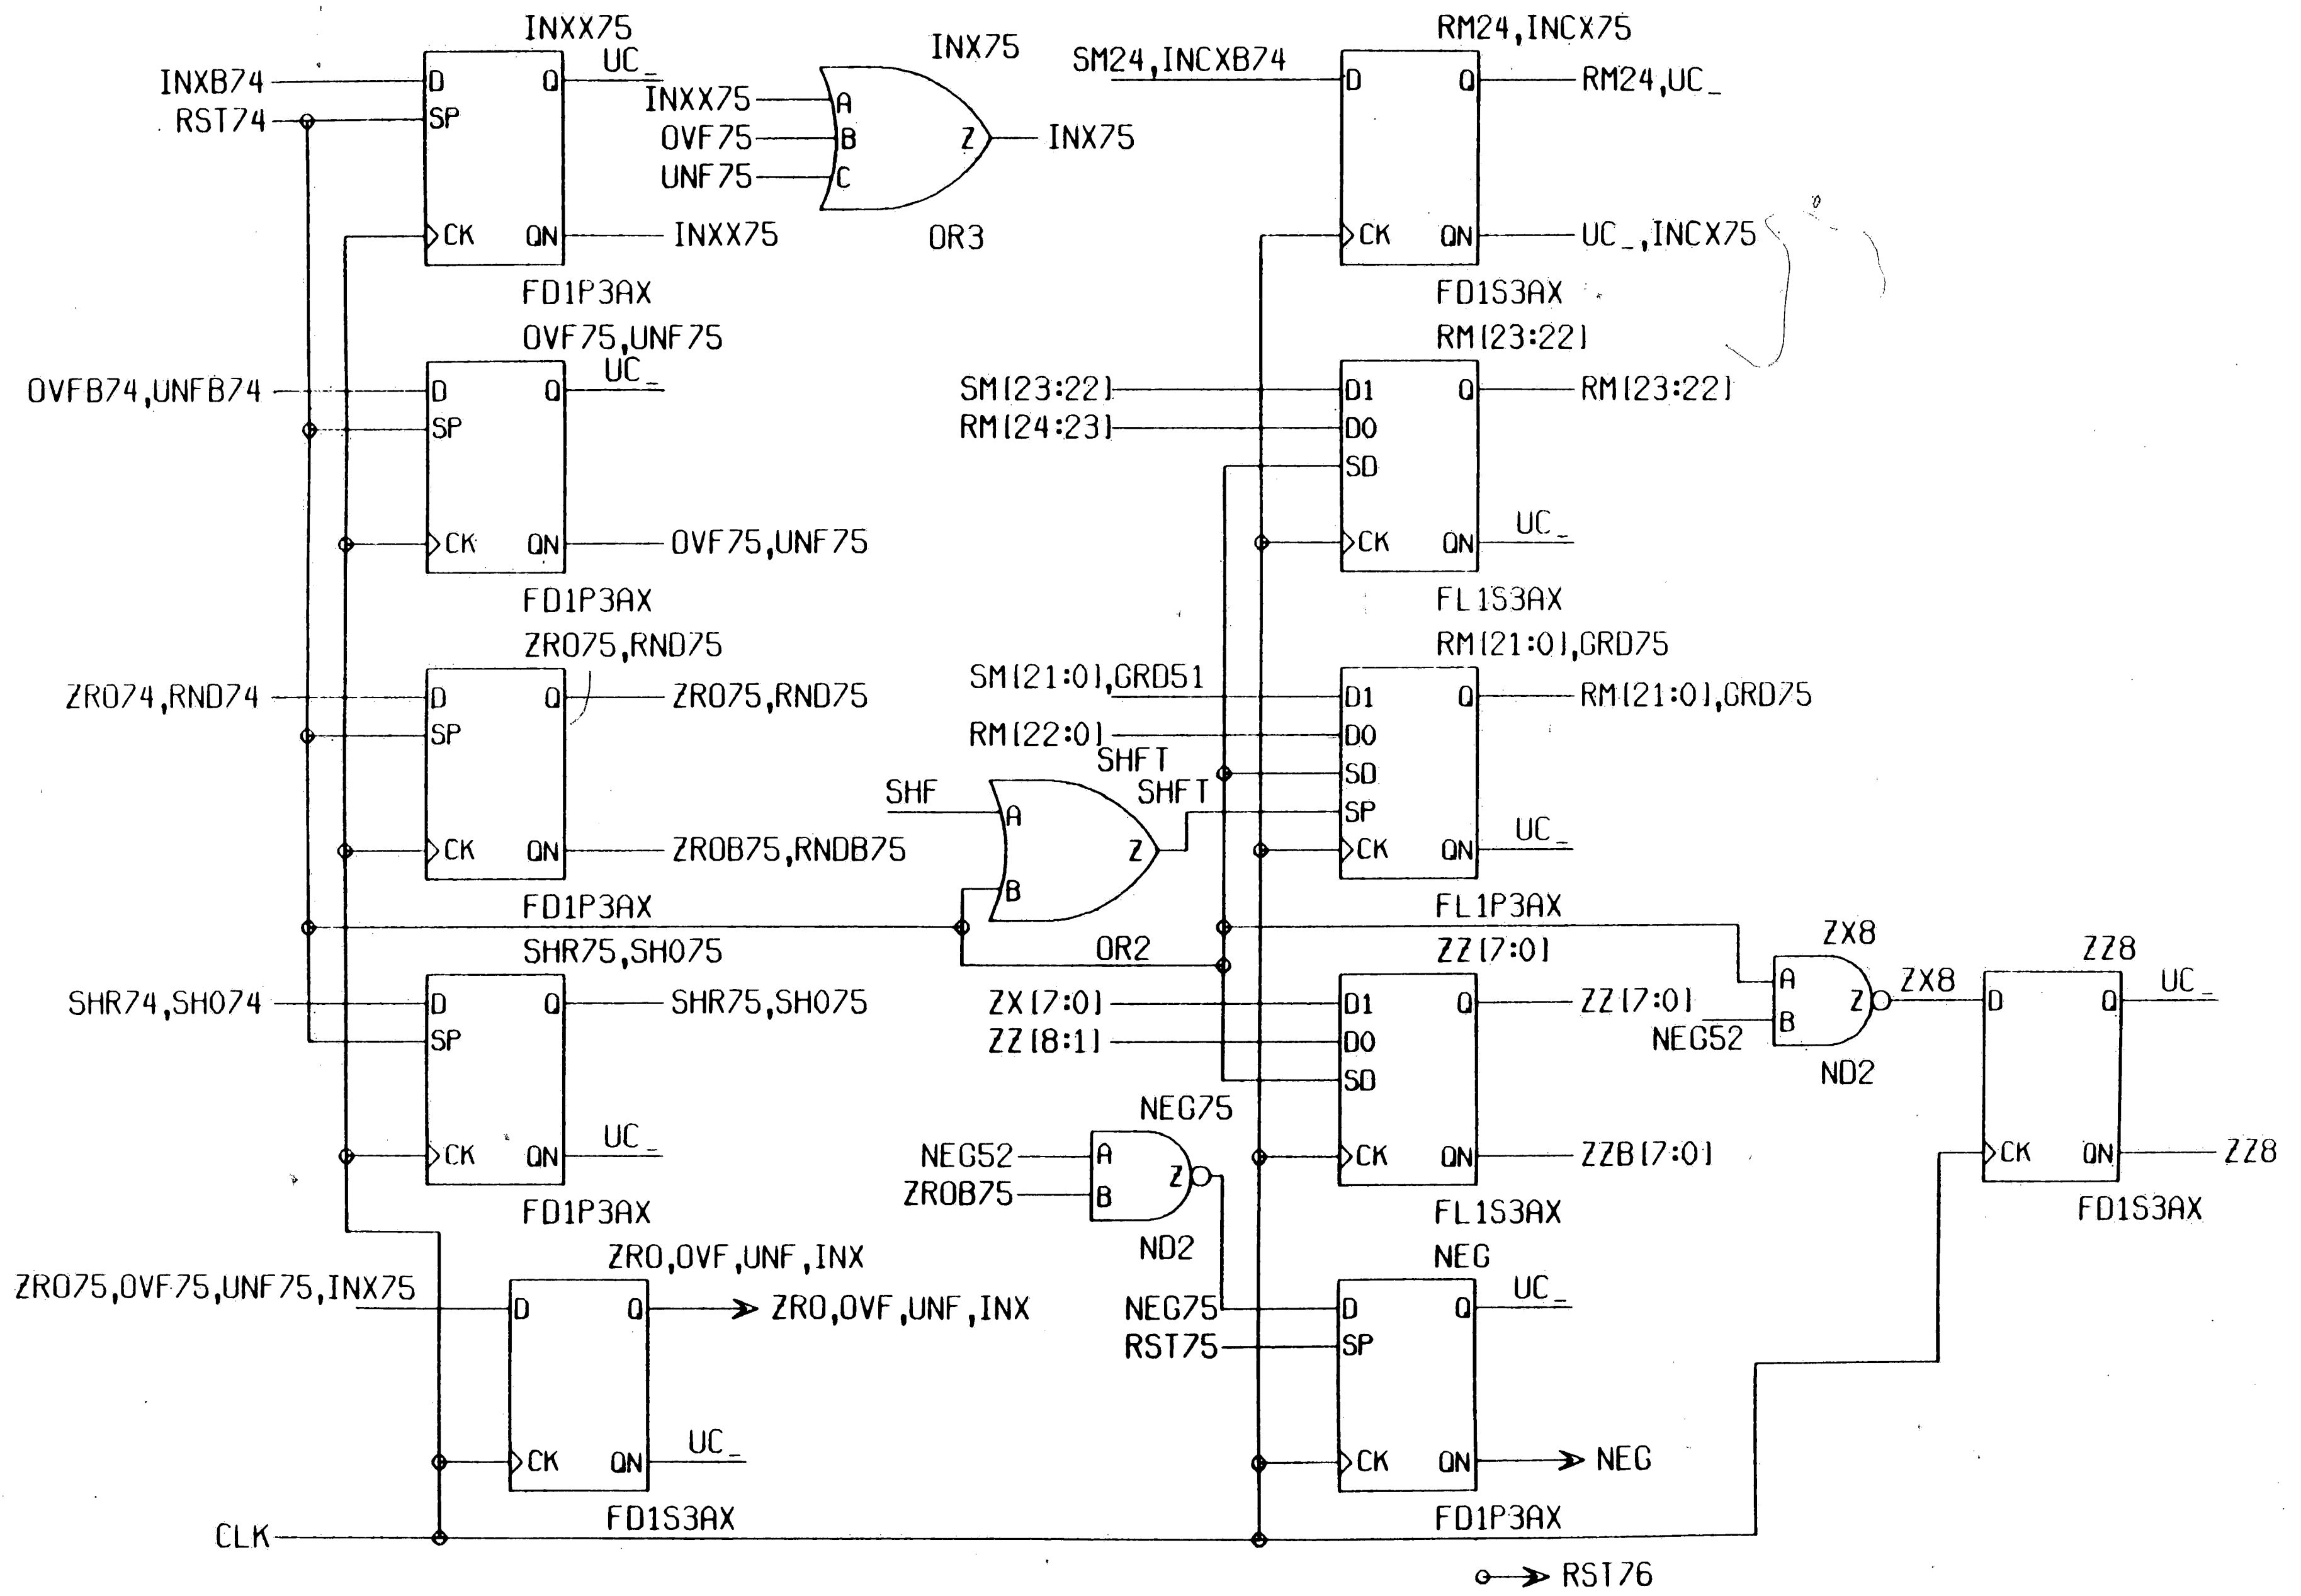 INXX75
INXB74
RST74
D
SP
CK
Q
QN
UC_
INXX75
FD1P3AX
INX75
INXX75
OVF75
UNF75
A
B
C
Z
INX75
OR3
OVF75,UNF75
OVFB74,UNFB74
D
SP
CK
Q
QN
UC_
OVF75,UNF75
FD1P3AX
ZRO75,RND75
ZRO74,RND74
D
SP
CK
Q
QN
ZRO75,RND75
ZROB75,RNDB75
FD1P3AX
SHR75,SHO75
SHR74,SHO74
D
SP
CK
Q
QN
SHR75,SHO75
UC_
FD1P3AX
ZRO,OVF,UNF,INX
ZRO75,OVF75,UNF75,INX75
D
CK
Q
QN
ZRO,OVF,UNF,INX
UC_
FD1S3AX
CLK
RM24,INCX75
SM24,INCXB74
D
CK
Q
QN
RM24,UC_
UC_,INCX75
FD1S3AX
RM[23:22]
SM[23:22]
RM[24:23]
D1
D0
SD
CK
Q
QN
RM[23:22]
UC_
FL1S3AX
RM[21:0],GRD75
SM[21:0],GRD51
RM[22:0]
D1
D0
SD
SP
CK
Q
QN
RM[21:0],GRD75
UC_
FL1P3AX
SHFT
SHF
A
B
Z
SHFT
OR2
ZZ[7:0]
ZX[7:0]
ZZ[8:1]
D1
D0
SD
CK
Q
QN
ZZ[7:0]
ZZB[7:0]
FL1S3AX
NEG75
NEG52
ZROB75
A
B
Z
ND2
NEG
NEG75
RST75
D
SP
CK
Q
QN
UC_
NEG
FD1P3AX
ZX8
A
B
Z
NEG52
ZX8
ND2
ZZ8
D
CK
Q
QN
UC_
ZZ8
FD1S3AX
RST76